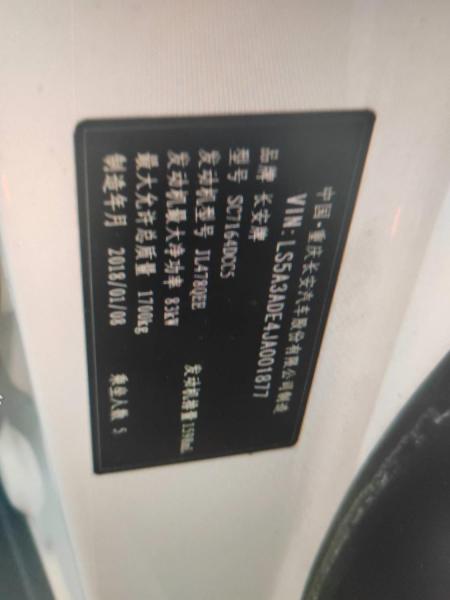 中国·重庆长安汽车股份有限公司制造
VIN: LS5A3ADE4JA001877
品牌 长安牌
型号 SC7164DCC5
发动机型号 JL478QEE 发动机排量 1598mL
发动机最大净功率 83kW
最大允许总质量 1700kg
制造年月 2018/01/08 乘坐人数 5